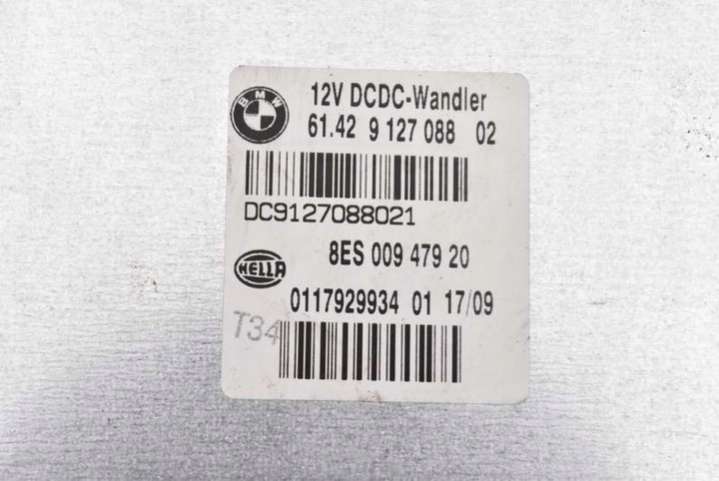 BMW
12V DCDC-Wandler
61.42 9 127 088 02
DC9127088021
8ES 009 479 20
HELLA
0117929934 01 17/09
T34